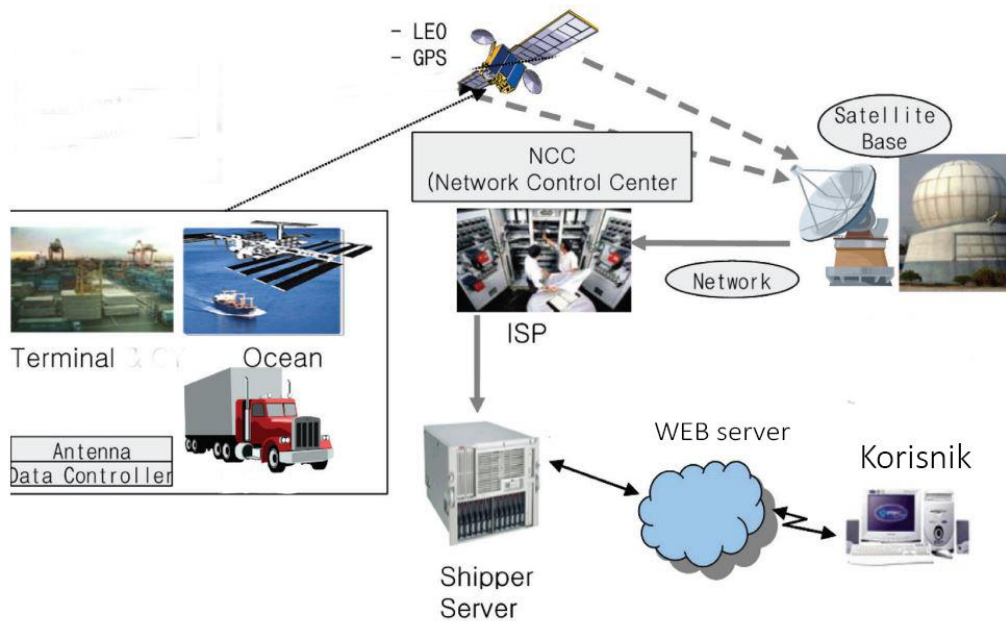 - LEO
- GPS
Satellite
Base
NCC
(Network Control Center
Network
ISP
Terminal
Ocean
Antenna
Data Controller
WEB server
Korisnik
Shipper
Server